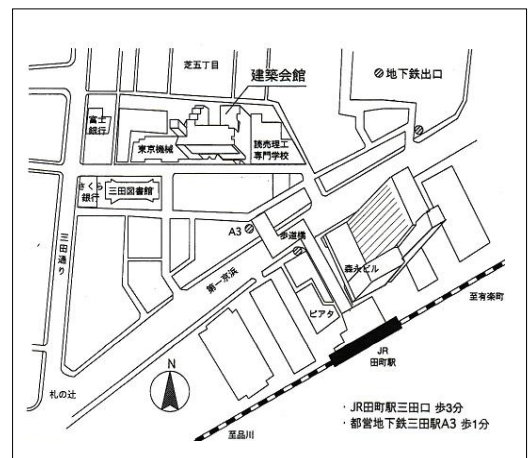 芝五丁目
建築会館
地下鉄出口
富士
銀行
東京機械
読売理工
専門学校
さくら
銀行
三田図書館
A3
歩道橋
三田通り
第一京浜
森永ビル
ピアタ
至有楽町
JR
田町駅
N
札の辻
至品川
・JR田町駅三田口 歩3分
・都営地下鉄三田駅A3 歩1分